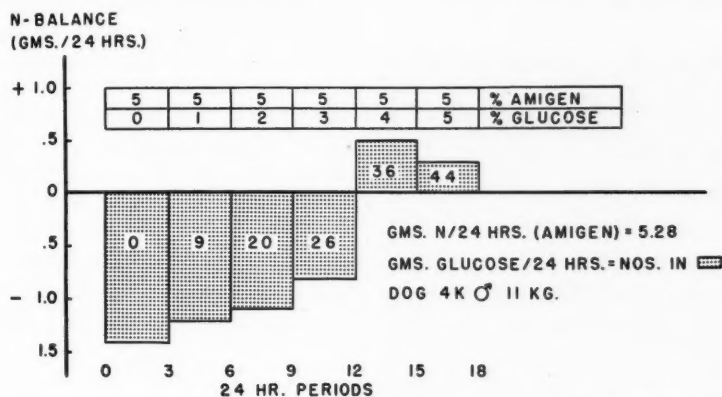 N-BALANCE
(GMS./24 HRS.)
+ 1.0
5 5 5 5 5 5 % AMIGEN
0 1 2 3 4 5 % GLUCOSE
.5
36 44
0
0 9 20 26
GMS. N/24 HRS. (AMIGEN) = 5.28
.5
GMS. GLUCOSE/24 HRS.= NOS. IN
DOG 4K ♂ 11 KG.
- 1.0
1.5
0 3 6 9 12 15 18
24 HR. PERIODS